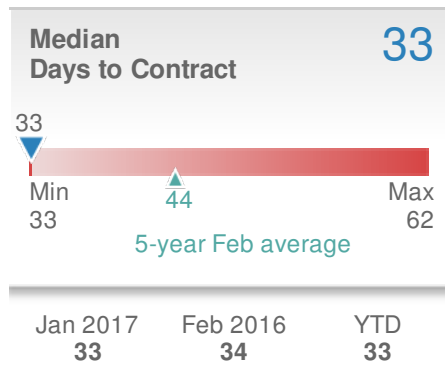 Median
Days to Contract
33
33
Min
33
44
Max
62
5-year Feb average
Jan 2017 Feb 2016 YTD
33 34 33